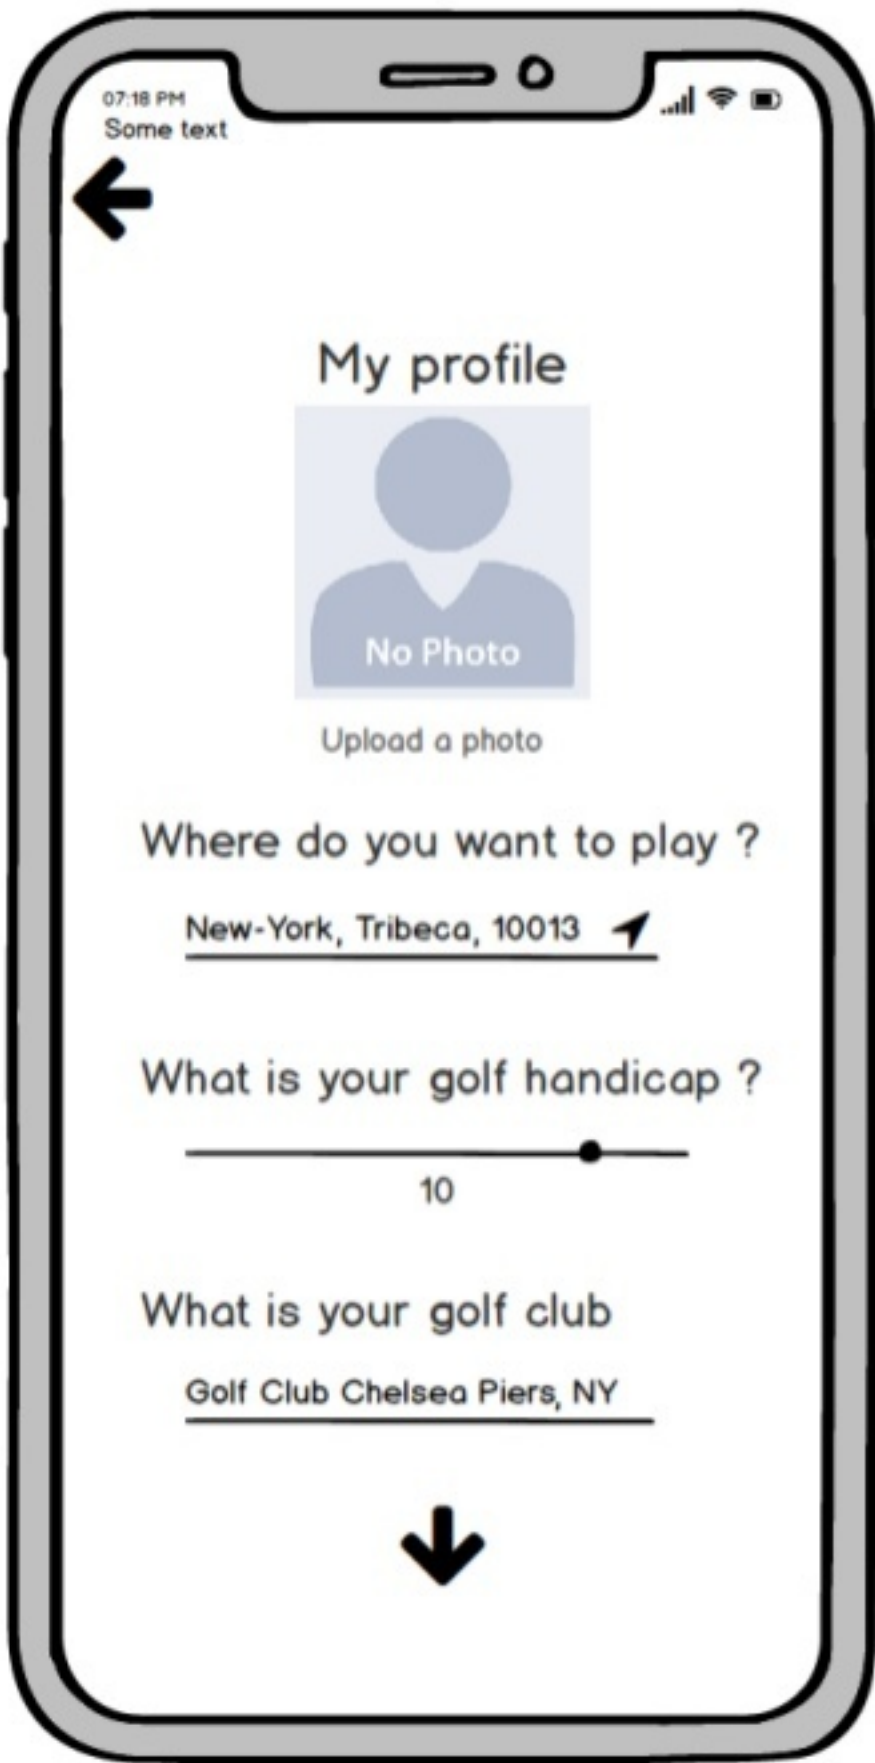 07:18 PM
Some text
My profile
No Photo
Upload a photo
Where do you want to play ?
New-York, Tribeca, 10013
What is your golf handicap ?
10
What is your golf club
Golf Club Chelsea Piers, NY